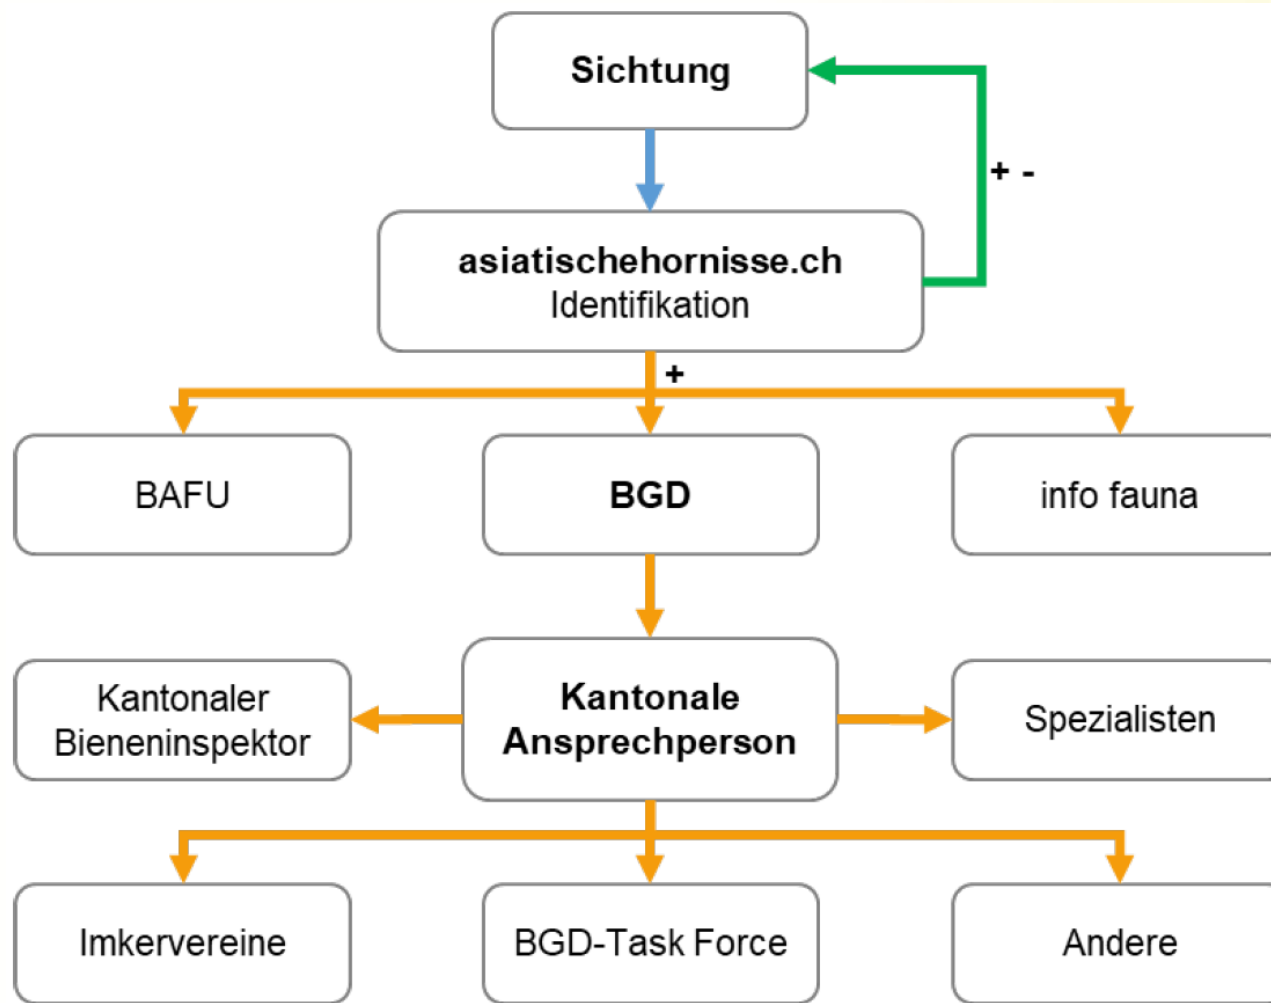 Sichtung
+ -
asiatischehornisse.ch
Identifikation
+
BAFU
BGD
info fauna
Kantonaler
Bieneninspektor
Kantonale
Ansprechperson
Spezialisten
Imkervereine
BGD-Task Force
Andere